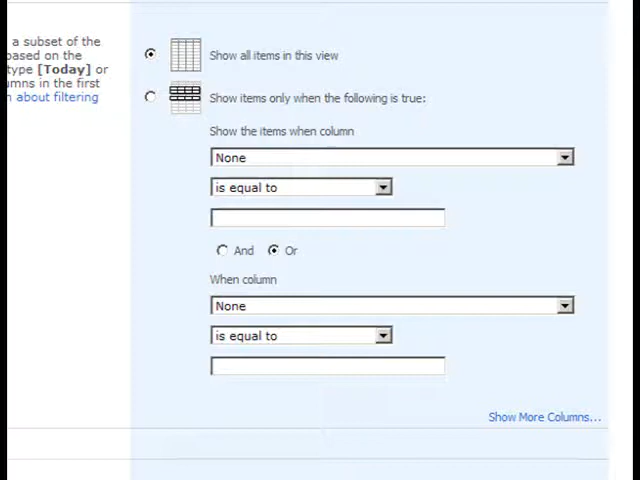 a subset of the
based on the
type [Today] or
umns in the first
about filtering
Show all items in this view
Show items only when the following is true:
Show the items when column
None
is equal to
And Or
When column
None
is equal to
Show More Columns...